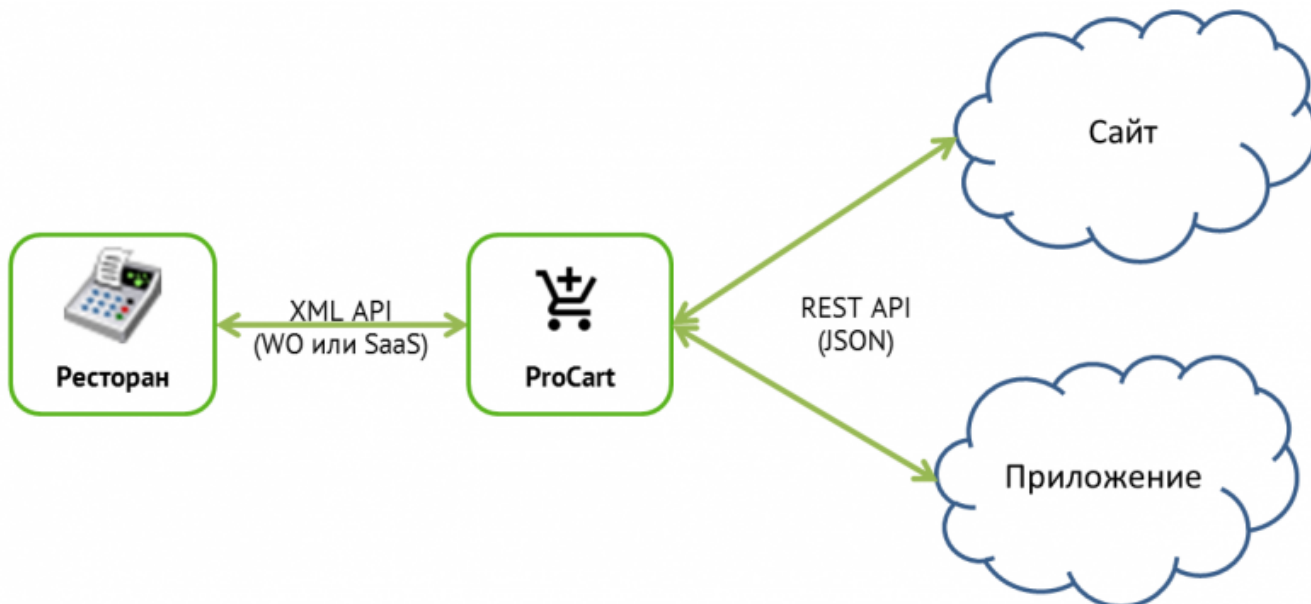 Сайт
XML API
(WO или SaaS)
REST API
(JSON)
Ресторан
ProCart
Приложение